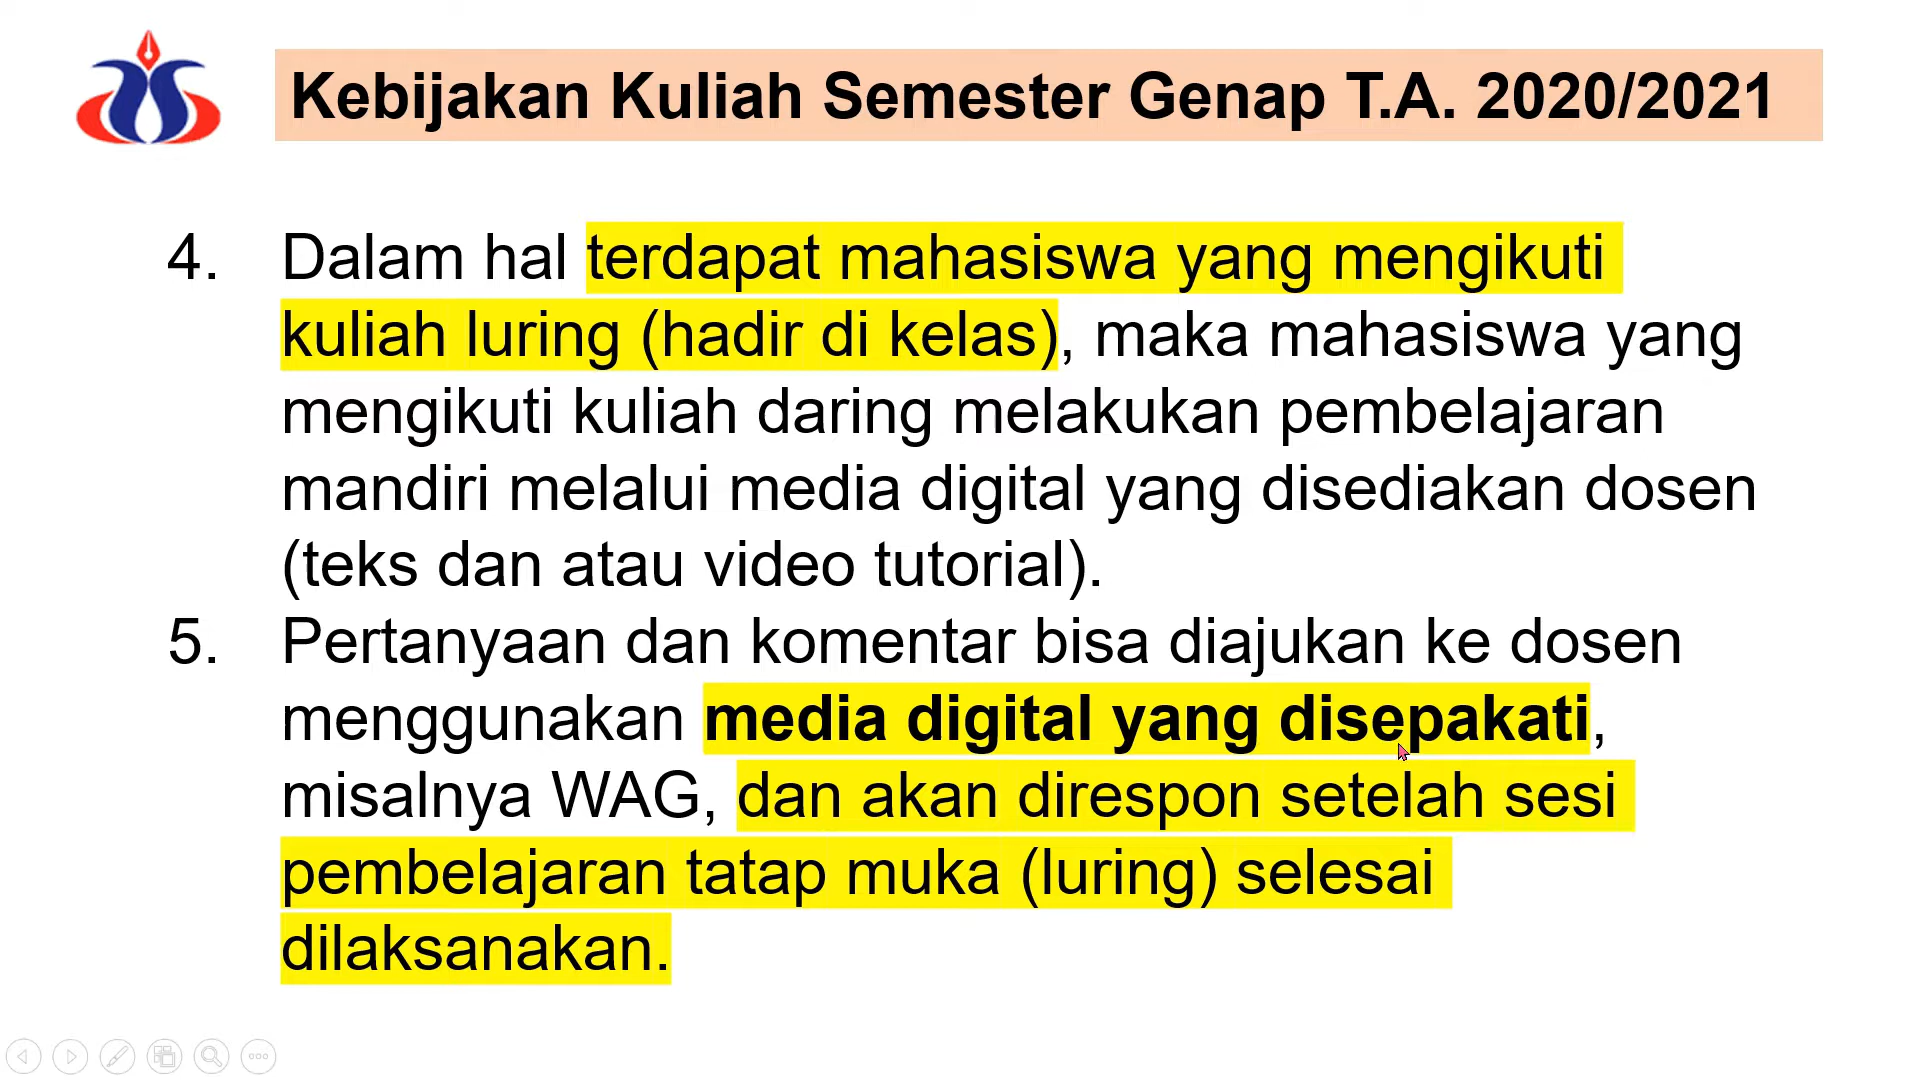 Kebijakan Kuliah Semester Genap T.A. 2020/2021
4. Dalam hal terdapat mahasiswa yang mengikuti
kuliah luring (hadir di kelas), maka mahasiswa yang
mengikuti kuliah daring melakukan pembelajaran
mandiri melalui media digital yang disediakan dosen
(teks dan atau video tutorial).
5. Pertanyaan dan komentar bisa diajukan ke dosen
menggunakan media digital yang disepakati,
misalnya WAG, dan akan direspon setelah sesi
pembelajaran tatap muka (luring) selesai
dilaksanakan.